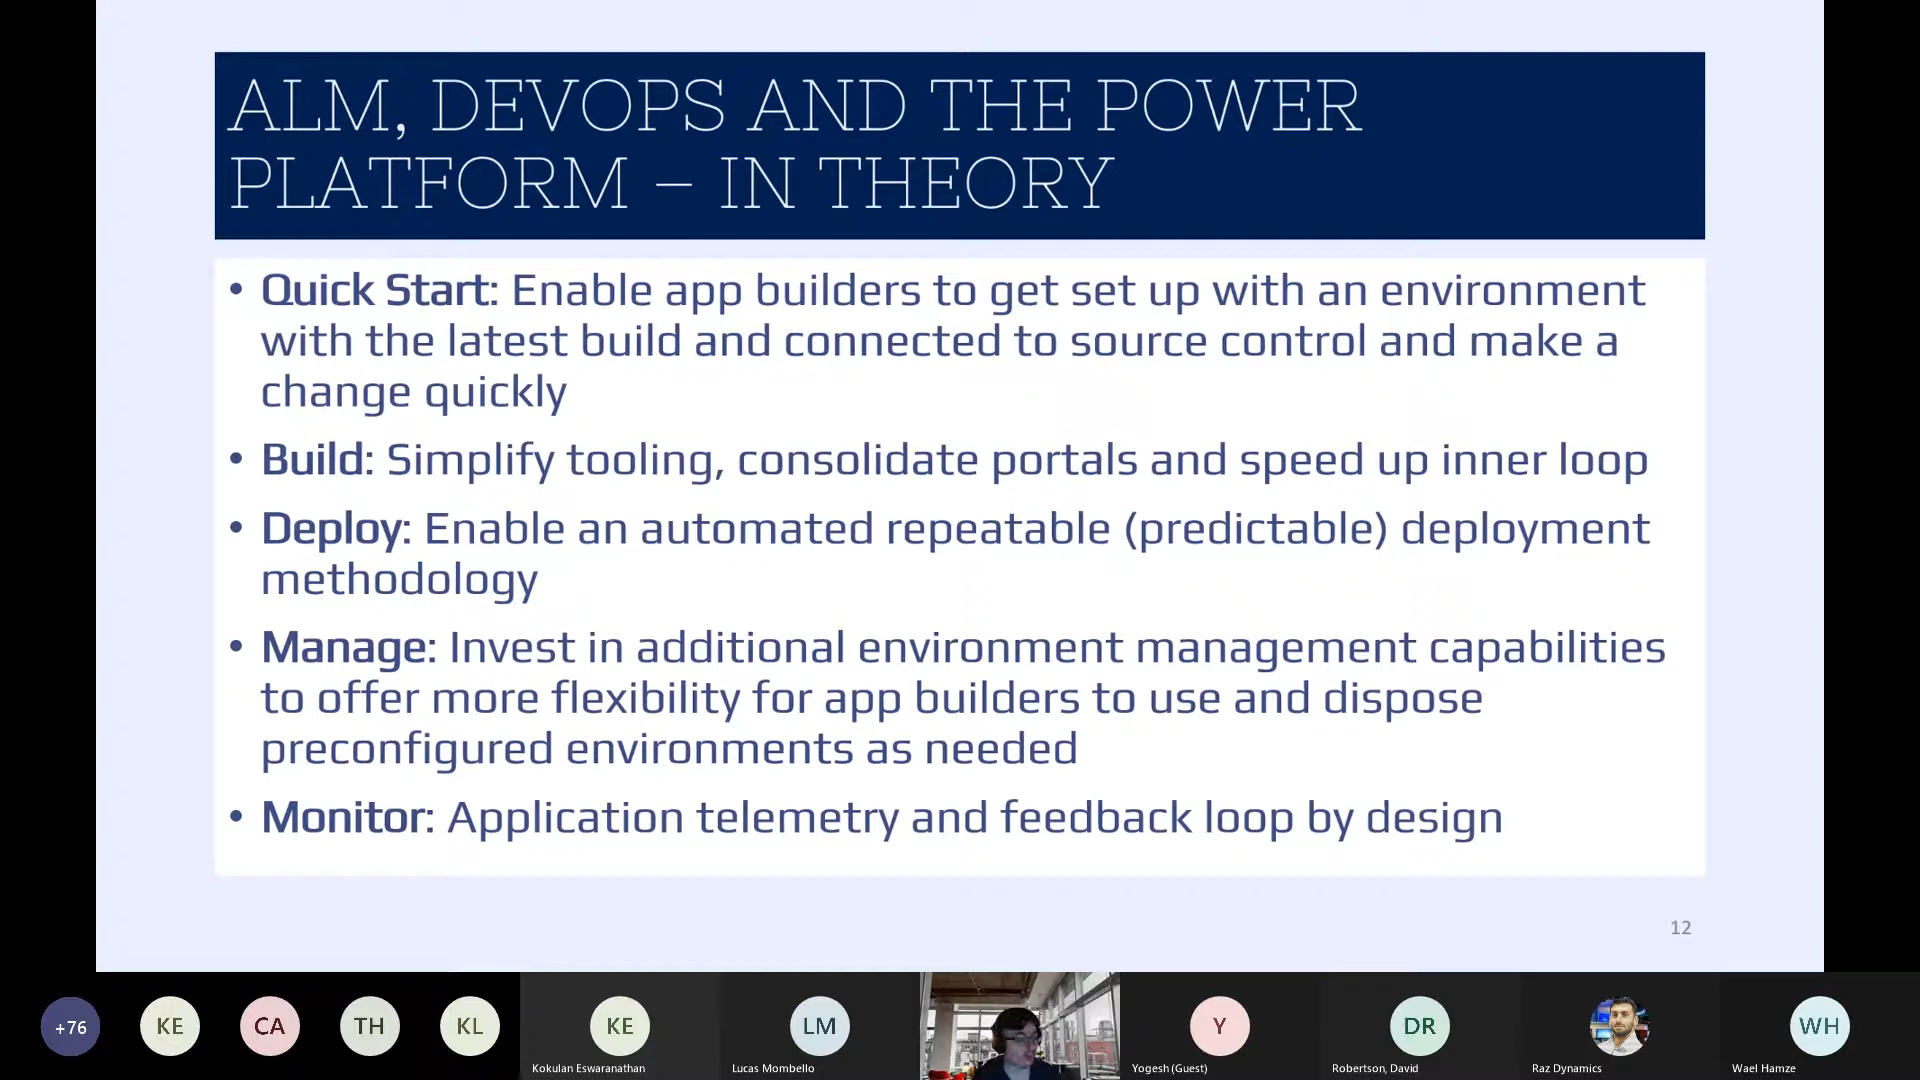 ALM, DEVOPS AND THE POWER
PLATFORM – IN THEORY
• Quick Start: Enable app builders to get set up with an environment
with the latest build and connected to source control and make a
change quickly
• Build: Simplify tooling, consolidate portals and speed up inner loop
• Deploy: Enable an automated repeatable (predictable) deployment
methodology
• Manage: Invest in additional environment management capabilities
to offer more flexibility for app builders to use and dispose
preconfigured environments as needed
• Monitor: Application telemetry and feedback loop by design
12
+76
KE
CA
TH
KL
KE
LM
Y
DR
WH
Kokulan Eswaranathan
Lucas Mombello
Yogesh (Guest)
Robertson, David
Raz Dynamics
Wael Hamze